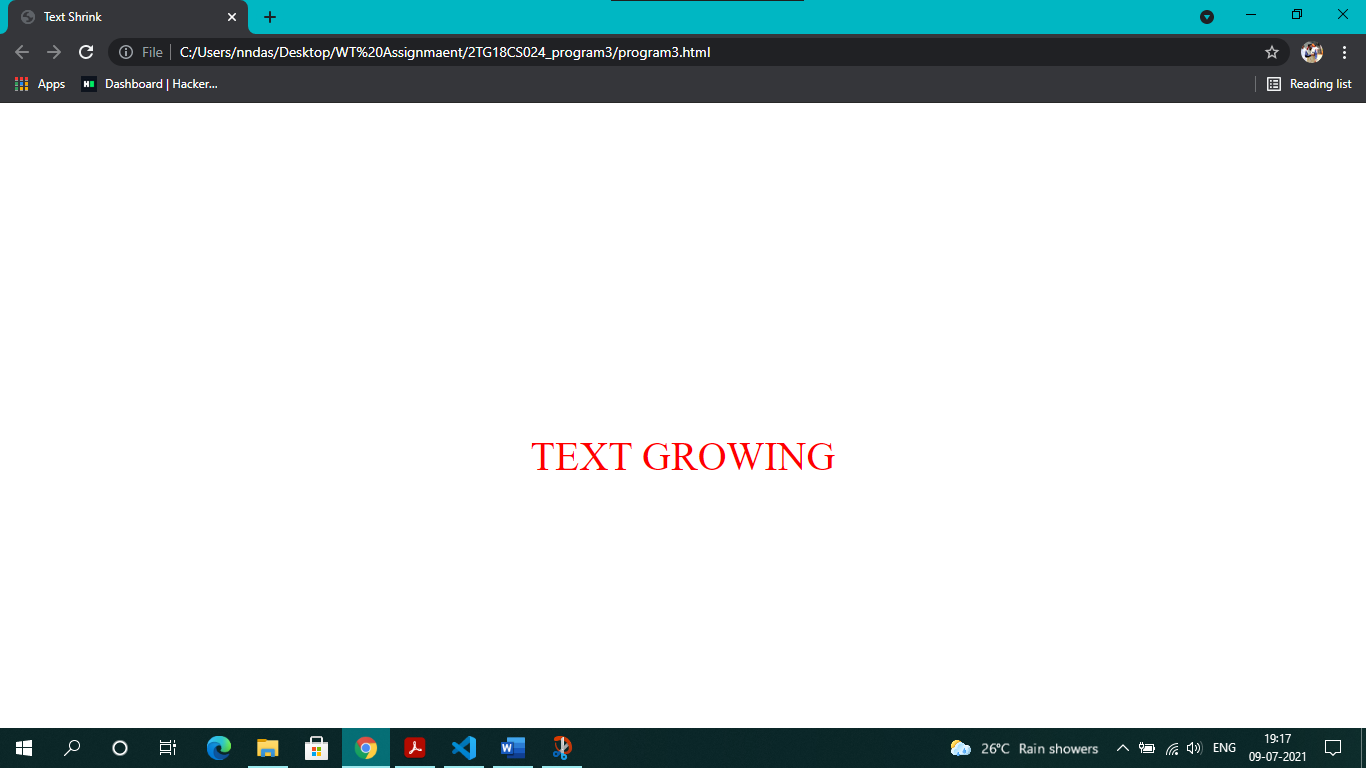 Text Shrink
File C:/Users/nndas/Desktop/WT%20Assignmaent/2TG18CS024_program3/program3.html
Apps Dashboard | Hacker... Reading list
TEXT GROWING
26°C Rain showers ENG 19:17
09-07-2021